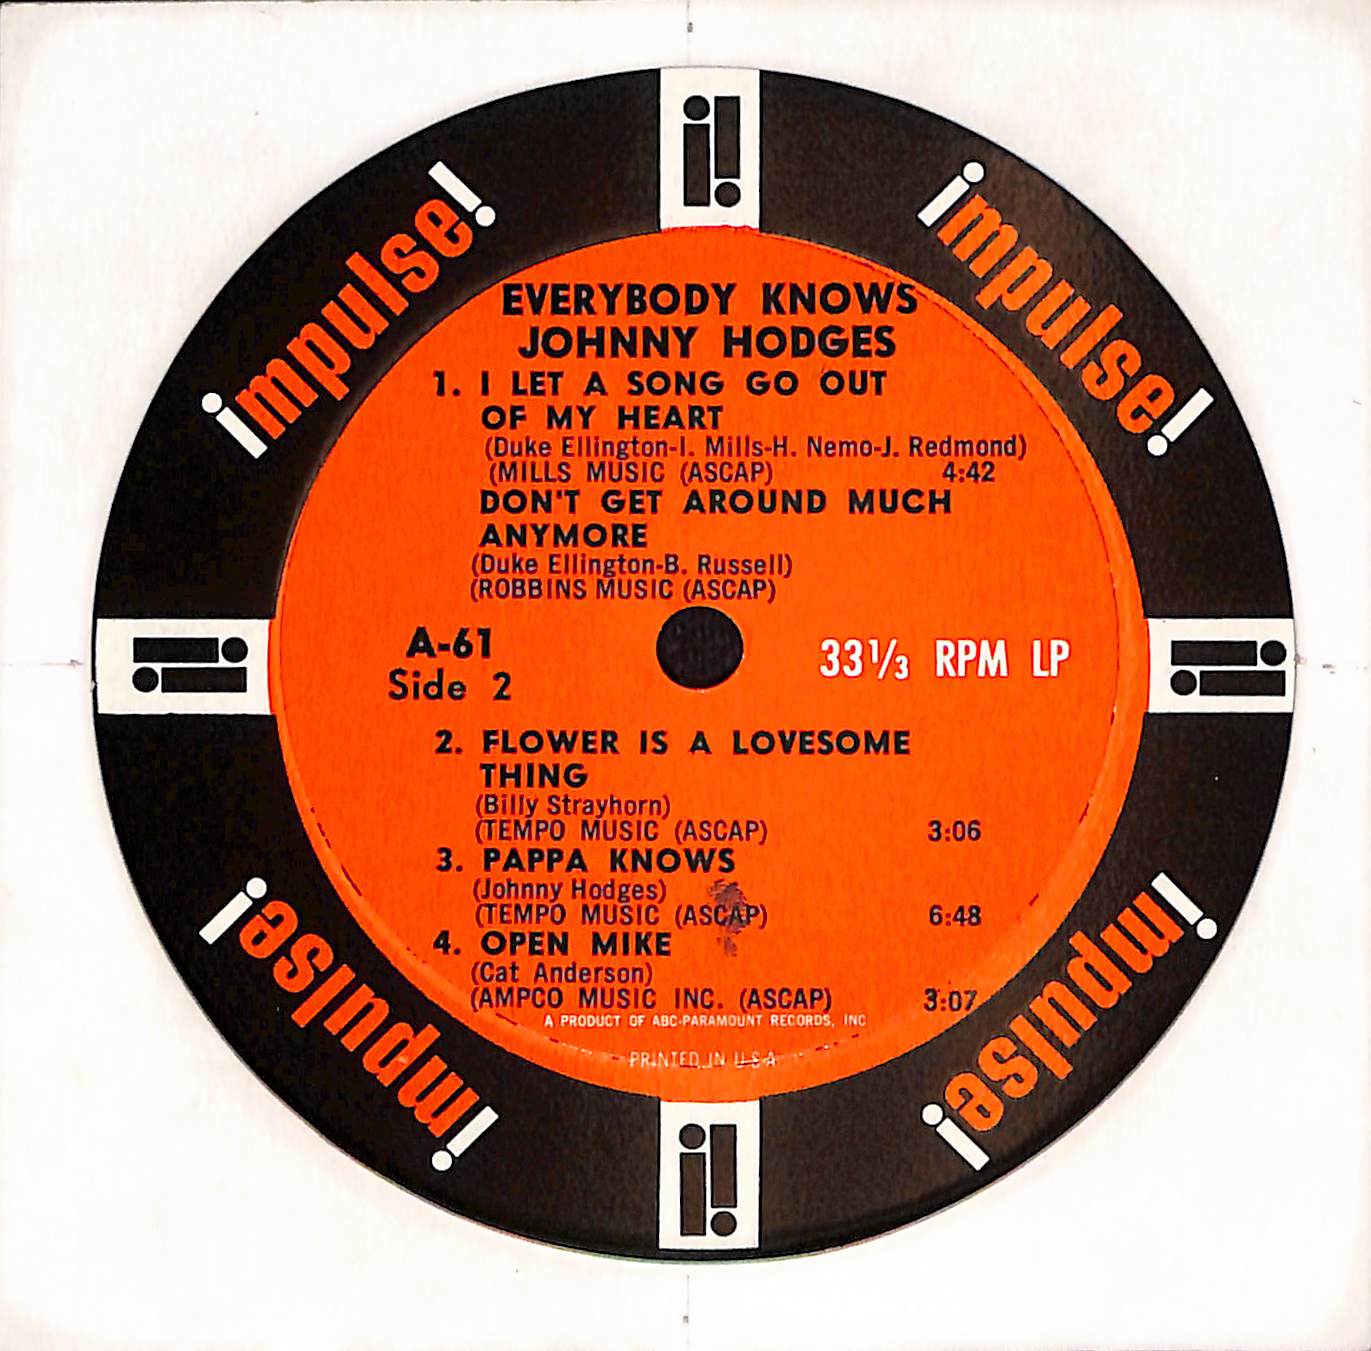 i!
impulse!
impulse!
EVERYBODY KNOWS
JOHNNY HODGES
1. I LET A SONG GO OUT
OF MY HEART
(Duke Ellington-I. Mills-H. Nemo-J. Redmond)
(MILLS MUSIC (ASCAP) 4:42
DON'T GET AROUND MUCH
ANYMORE
(Duke Ellington-B. Russell)
(ROBBINS MUSIC (ASCAP)
i!
A-61
Side 2
33⅓ RPM LP
i!
2. FLOWER IS A LOVESOME
THING
(Billy Strayhorn)
(TEMPO MUSIC (ASCAP) 3:06
3. PAPPA KNOWS
(Johnny Hodges)
(TEMPO MUSIC (ASCAP) 6:48
4. OPEN MIKE
(Cat Anderson)
(AMPCO MUSIC INC. (ASCAP) 3:07
A PRODUCT OF ABC-PARAMOUNT RECORDS, INC
PRINTED IN U.S.A
impulse!
impulse!
i!